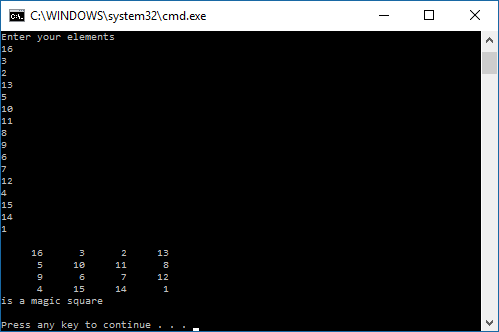 C:\WINDOWS\system32\cmd.exe
Enter your elements
16
3
2
13
5
10
11
8
9
6
7
12
4
15
14
1
16 3 2 13
5 10 11 8
9 6 7 12
4 15 14 1
is a magic square
Press any key to continue . . .